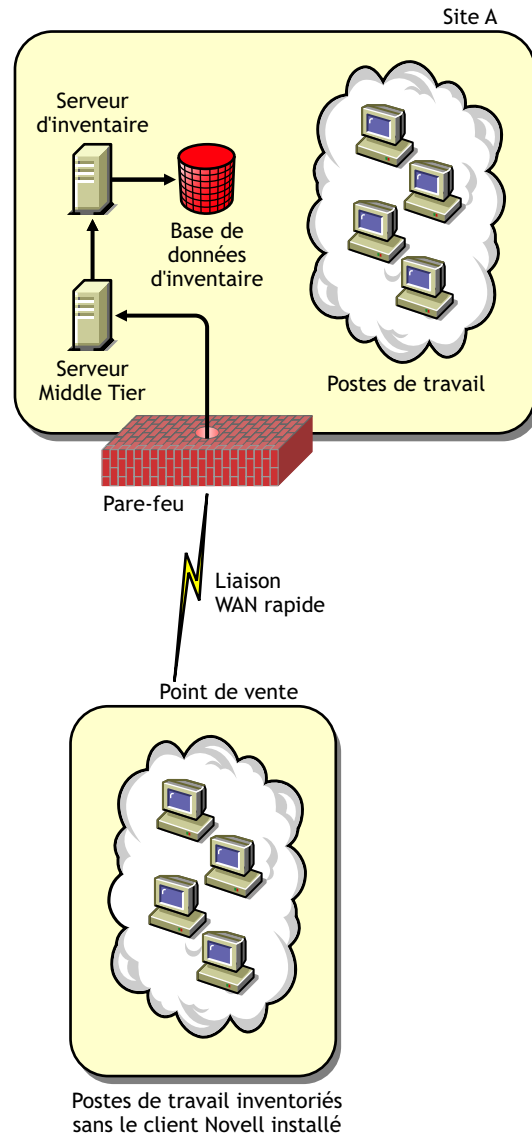 Site A
Serveur
d'inventaire
Base de
données
d'inventaire
Serveur
Middle Tier
Postes de travail
Pare-feu
Liaison
WAN rapide
Point de vente
Postes de travail inventoriés
sans le client Novell installé